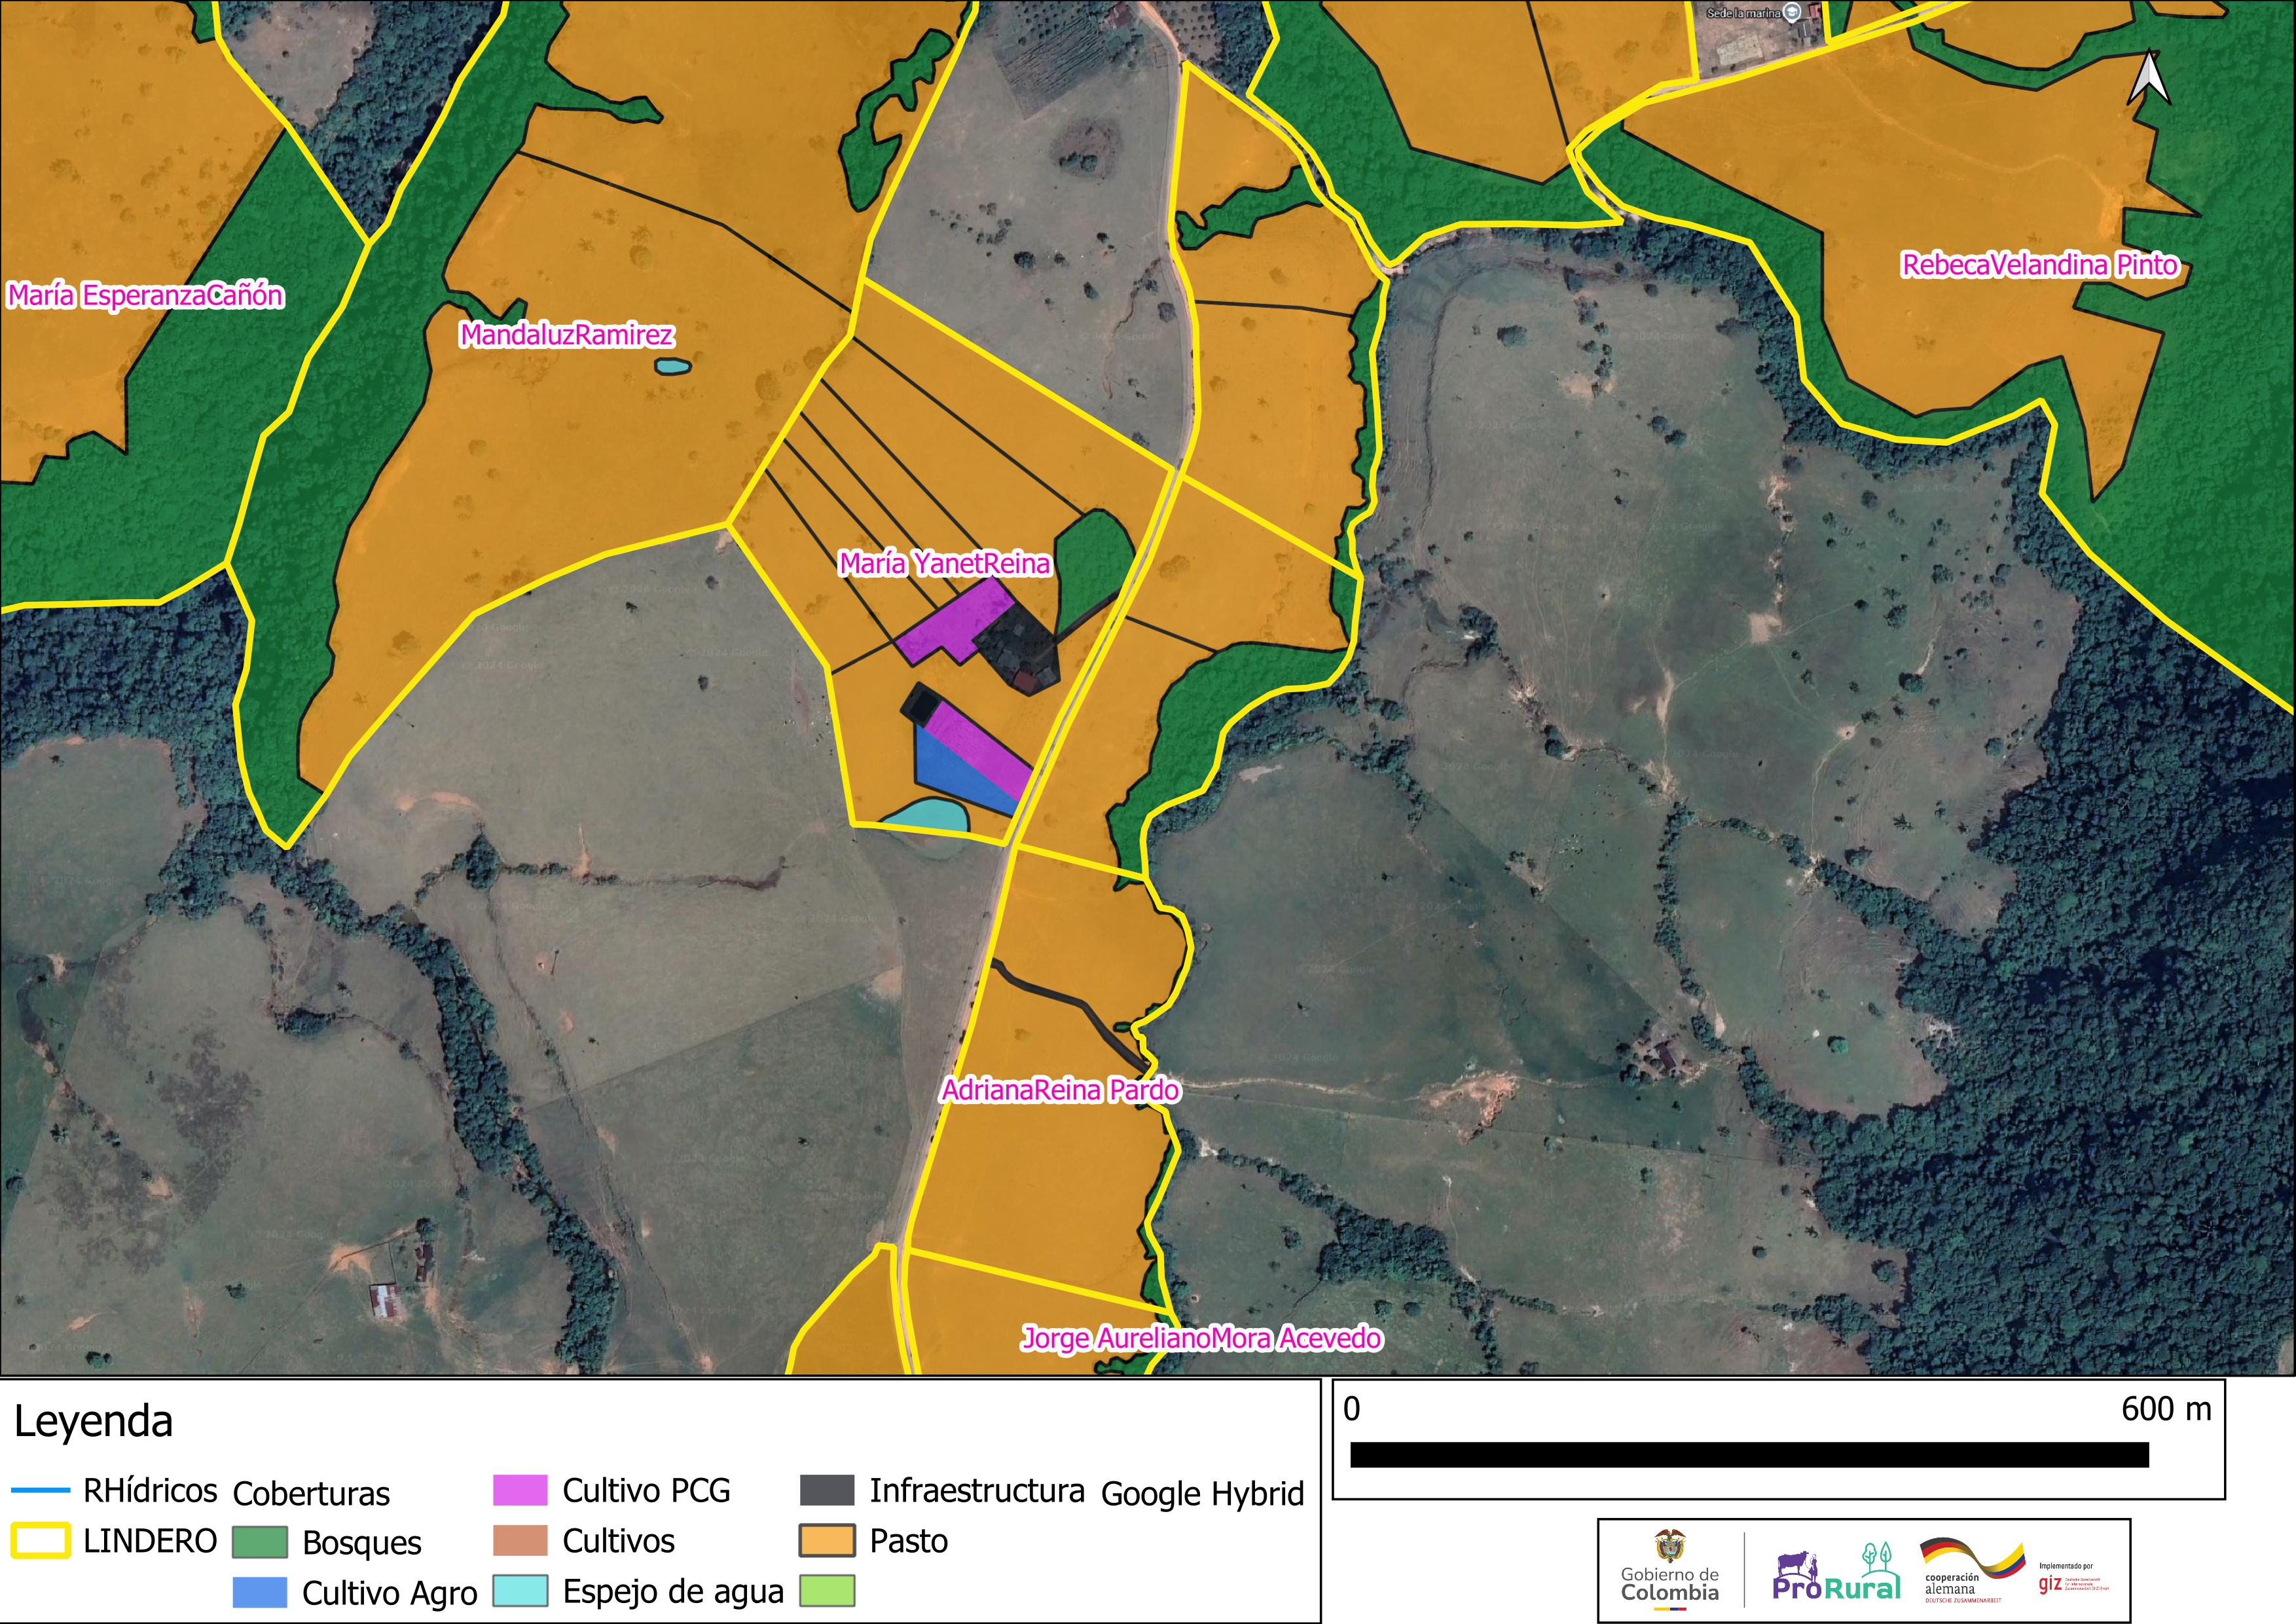 Sede la marina
RebecaVelandina Pinto
María EsperanzaCañón
MandaluzRamirez
María YanetReina
AdrianaReina Pardo
Jorge AurelianoMora Acevedo
Leyenda
RHídricos
LINDERO
Coberturas
Bosques
Cultivo Agro
Cultivo PCG
Cultivos
Espejo de agua
Infraestructura
Pasto
Google Hybrid
0 600 m
Gobierno de
Colombia
ProRural
cooperación
alemana
DEUTSCHE ZUSAMMENARBEIT
Implementado por
giz